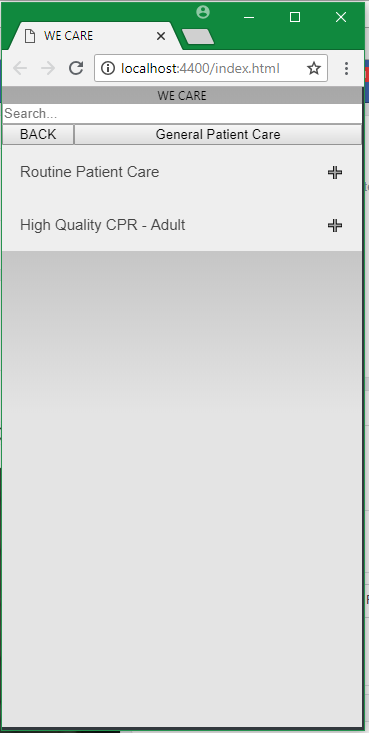 WE CARE
localhost:4400/index.html
WE CARE
Search...
BACK General Patient Care
Routine Patient Care
High Quality CPR - Adult